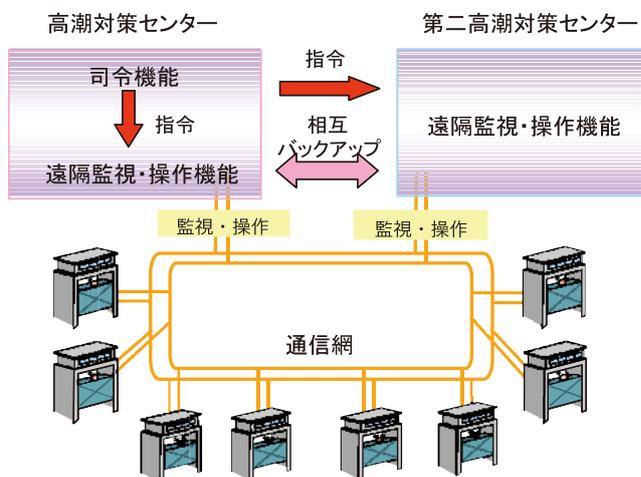 高潮対策センター
第二高潮対策センター
司令機能
指令
指令
遠隔監視・操作機能
相互
バックアップ
遠隔監視・操作機能
監視・操作
監視・操作
通信網